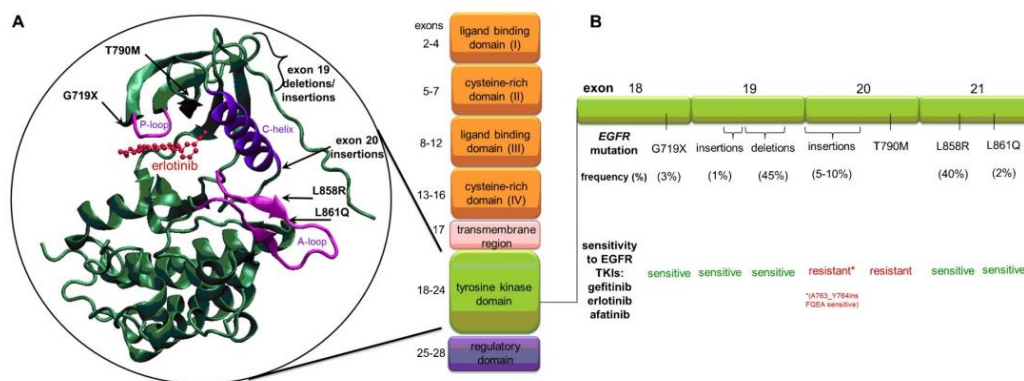 A
T790M
G719X
P-loop
erlotinib
C-helix
exon 19
deletions/
insertions
exon 20
insertions
L858R
L861Q
A-loop
exons
2-4
ligand binding
domain (I)
5-7
cysteine-rich
domain (II)
8-12
ligand binding
domain (III)
13-16
cysteine-rich
domain (IV)
17
transmembrane
region
18-24
tyrosine kinase
domain
25-28
regulatory
domain
B
exon 18 19 20 21
EGFR
mutation
G719X insertions deletions insertions T790M L858R L861Q
frequency (%) (3%) (1%) (45%) (5-10%) (40%) (2%)
sensitivity
to EGFR
TKIs:
gefitinib
erlotinib
afatinib
sensitive sensitive sensitive resistant* resistant sensitive sensitive
*(A763_Y764ins
FQEA sensitive)